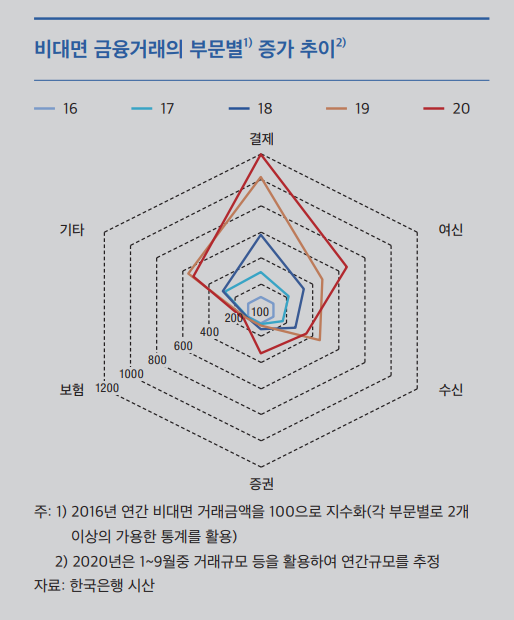 비대면 금융거래의 부문별1) 증가 추이2)
16 17 18 19 20
결제
기타 여신
100
200
400
600
800
1000
1200
보험 수신
증권
주: 1) 2016년 연간 비대면 거래금액을 100으로 지수화(각 부문별로 2개
이상의 가용한 통계를 활용)
2) 2020년은 1~9월중 거래규모 등을 활용하여 연간규모를 추정
자료: 한국은행 시산